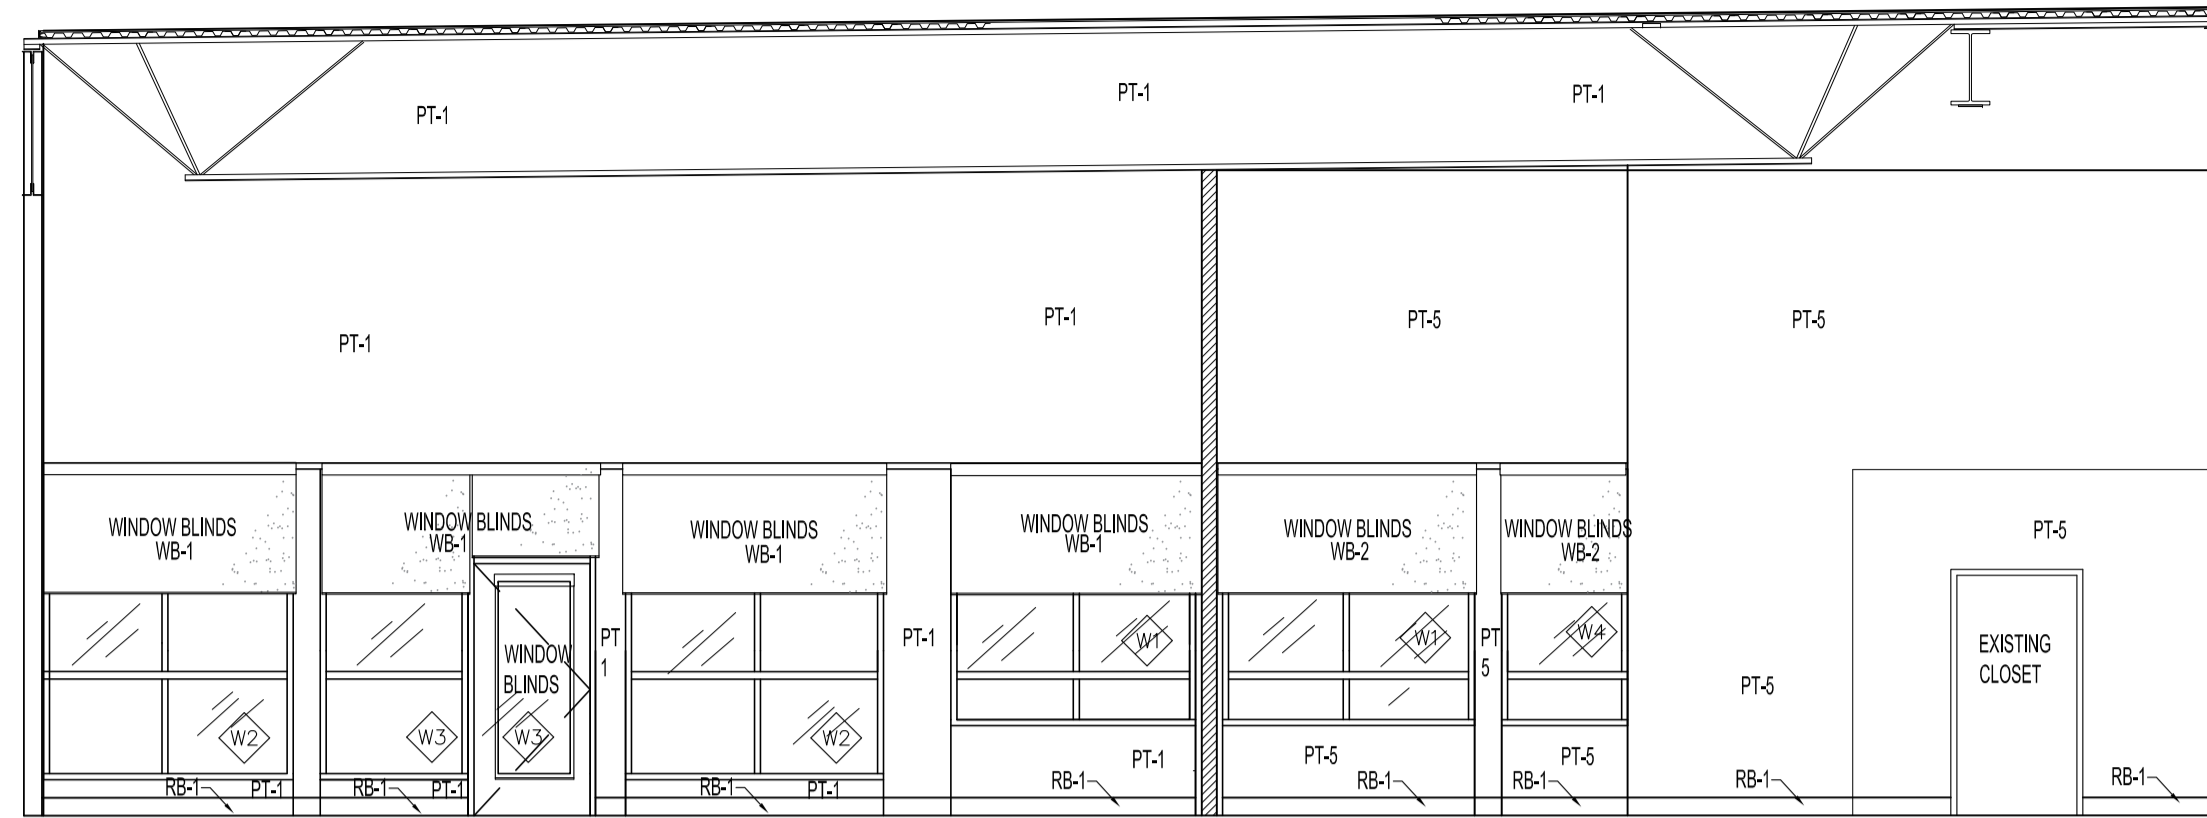 PT-1
PT-1
PT-1
PT-1
PT-1
PT-5
PT-5
WINDOW BLINDS
WB-1
WINDOW BLINDS
WB-1
WINDOW BLINDS
WB-1
WINDOW BLINDS
WB-1
WINDOW BLINDS
WB-2
WINDOW BLINDS
WB-2
PT-5
W2
W3
WINDOW
BLINDS
W3
PT
1
W2
PT-1
W1
W1
PT
5
W4
PT-5
EXISTING
CLOSET
RB-1
PT-1
RB-1
PT-1
RB-1
PT-1
RB-1
PT-1
PT-5
RB-1
PT-5
RB-1
RB-1
RB-1